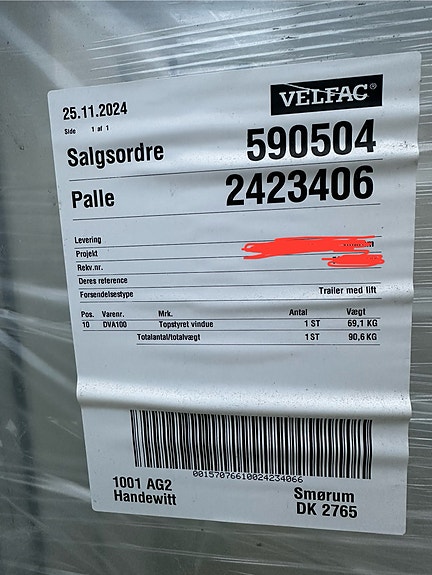 25.11.2024
VELFAC®
Side 1 af 1
Salgsordre 590504
Palle 2423406
Levering
Projekt
Rekv.nr.
Deres reference
Forsendelsestype Trailer med lift
Pos. Varenr. Mrk. Antal Vægt
10 DVA100 Topstyret vindue 1 ST 69,1 KG
Totalantal/totalvægt 1 ST 90,6 KG
00157076610024234066
1001 AG2
Handewitt
Smørum
DK 2765